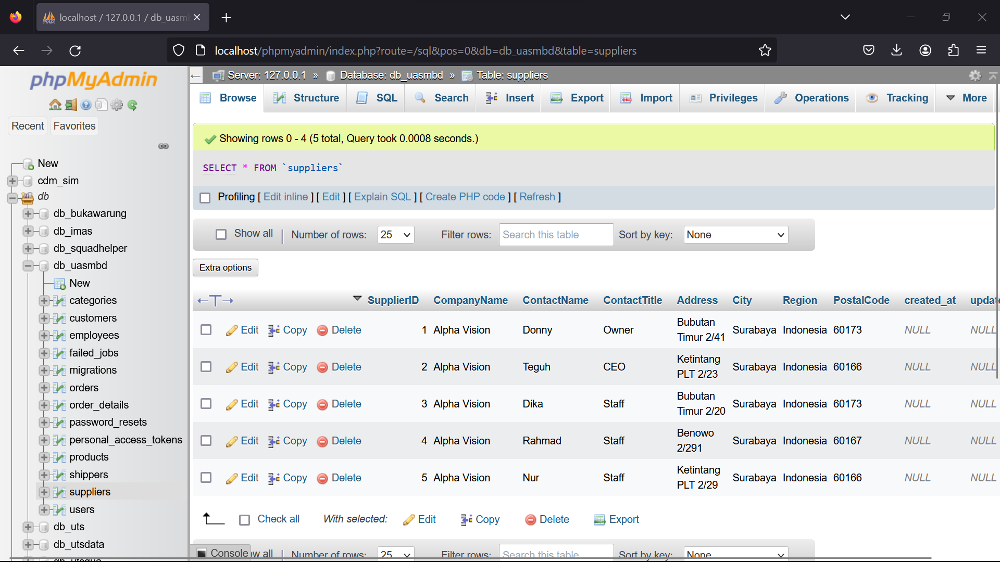 localhost / 127.0.0.1 / db_uasm
localhost/phpmyadmin/index.php?route=/sql&pos=0&db=db_uasmbd&table=suppliers
phpMyAdmin
Recent Favorites
New
cdm_sim
db
db_bukawarung
db_imas
db_squadhelper
db_uasmbd
New
categories
customers
employees
failed_jobs
migrations
orders
order_details
password_resets
personal_access_tokens
products
shippers
suppliers
users
db_uts
db_utsdata
Server: 127.0.0.1 » Database: db_uasmbd » Table: suppliers
Browse Structure SQL Search Insert Export Import Privileges Operations Tracking More
Showing rows 0 - 4 (5 total, Query took 0.0008 seconds.)
SELECT * FROM `suppliers`
Profiling [ Edit inline ] [ Edit ] [ Explain SQL ] [ Create PHP code ] [ Refresh ]
Show all | Number of rows: 25 Filter rows: Search this table Sort by key: None
Extra options
←T→ SupplierID CompanyName ContactName ContactTitle Address City Region PostalCode created_at
Edit Copy Delete 1 Alpha Vision Donny Owner Bubutan Timur 2/41 Surabaya Indonesia 60173 NULL NULL
Edit Copy Delete 2 Alpha Vision Teguh CEO Ketintang PLT 2/23 Surabaya Indonesia 60166 NULL NULL
Edit Copy Delete 3 Alpha Vision Dika Staff Bubutan Timur 2/20 Surabaya Indonesia 60173 NULL NULL
Edit Copy Delete 4 Alpha Vision Rahmad Staff Benowo 2/291 Surabaya Indonesia 60167 NULL NULL
Edit Copy Delete 5 Alpha Vision Nur Staff Ketintang PLT 2/29 Surabaya Indonesia 60166 NULL NULL
Check all With selected: Edit Copy Delete Export
Console w all | Number of rows: 25 Filter rows: Search this table Sort by key: None